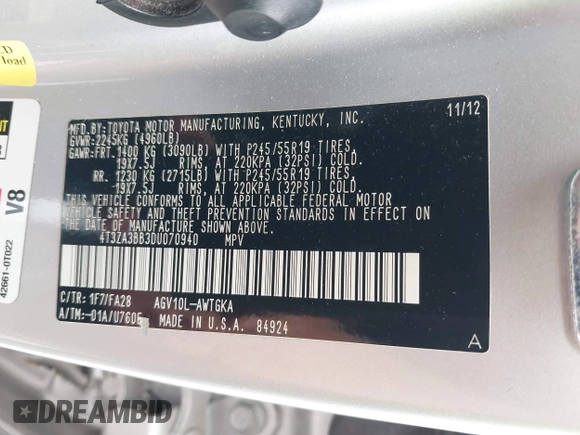 ED
load
V8
42661-0T022
MFD.BY:TOYOTA MOTOR MANUFACTURING, KENTUCKY, INC. 11/12
GVWR:2245KG (4960LB)
GAWR:FRT. 1400 KG (3090LB) WITH P245/55R19 TIRES,
19X7.5J RIMS, AT 220KPA (32PSI) COLD.
RR. 1230 KG (2715LB) WITH P245/55R19 TIRES,
19X7.5J RIMS, AT 220KPA (32PSI) COLD.
THIS VEHICLE CONFORMS TO ALL APPLICABLE FEDERAL MOTOR
VEHICLE SAFETY AND THEFT PREVENTION STANDARDS IN EFFECT
ON THE DATE OF MANUFACTURE SHOWN ABOVE.
4T3ZA3BB3DU070940 MPV
C/TR: 1F7/FA28 AGV10L-AWTGKA
A/TM:-01A/U760E MADE IN U.S.A. 84924
A
DREAMBID